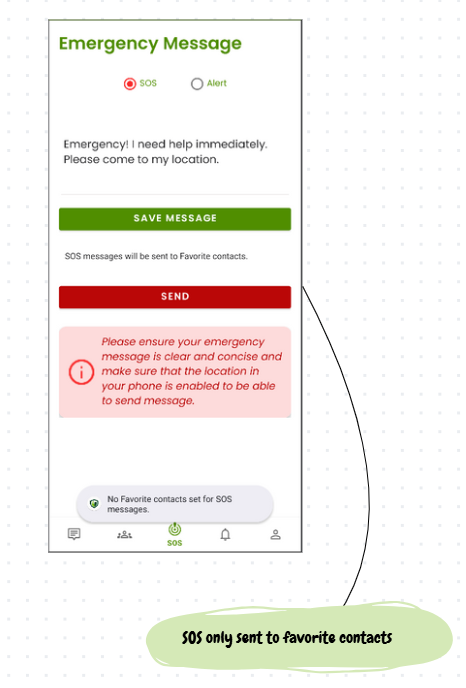 Emergency Message
SOS
Alert
Emergency! I need help immediately.
Please come to my location.
SAVE MESSAGE
SOS messages will be sent to Favorite contacts.
SEND
Please ensure your emergency
message is clear and concise and
make sure that the location in
your phone is enabled to be able
to send message.
No Favorite contacts set for SOS
messages.
SOS
SOS only sent to favorite contacts